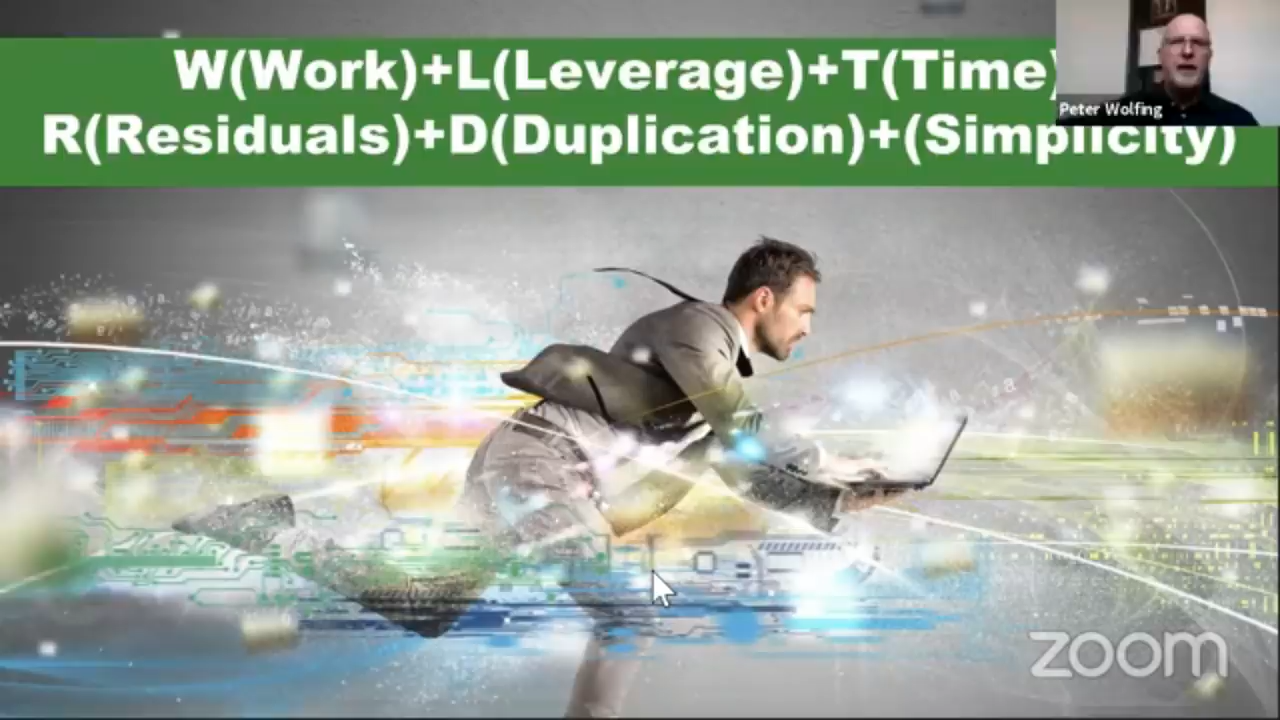 W(Work)+L(Leverage)+T(Time)
R(Residuals)+D(Duplication)+(Simplicity)
Peter Wolfing
zoom